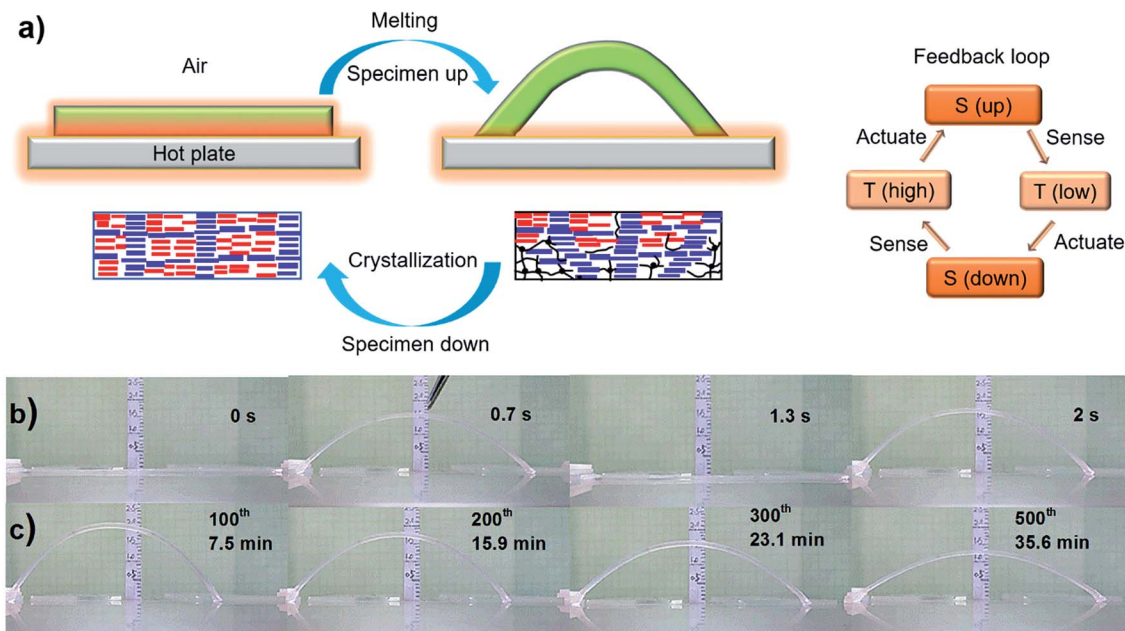 a)
Air
Melting
Specimen up
Hot plate
Crystallization
Specimen down
Feedback loop
S (up)
Actuate
Sense
T (high)
T (low)
Sense
Actuate
S (down)
b)
0 s
0.7 s
1.3 s
2 s
c)
100th
7.5 min
200th
15.9 min
300th
23.1 min
500th
35.6 min